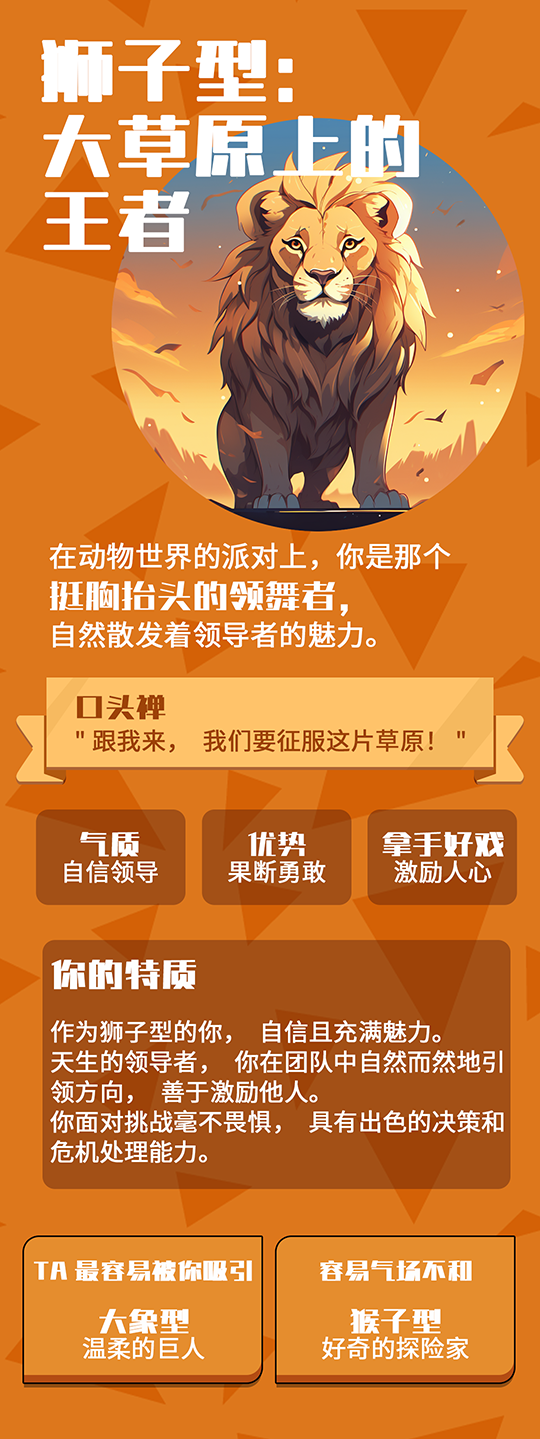 狮子型：
大草原上的
王者
在动物世界的派对上，你是那个
挺胸抬头的领舞者，
自然散发着领导者的魅力。
口头禅
"跟我来， 我们要征服这片草原！"
气质
自信领导
优势
果断勇敢
拿手好戏
激励人心
你的特质
作为狮子型的你， 自信且充满魅力。
天生的领导者， 你在团队中自然而然地引
领方向， 善于激励他人。
你面对挑战毫不畏惧， 具有出色的决策和
危机处理能力。
TA 最容易被你吸引
大象型
温柔的巨人
容易气场不和
猴子型
好奇的探险家